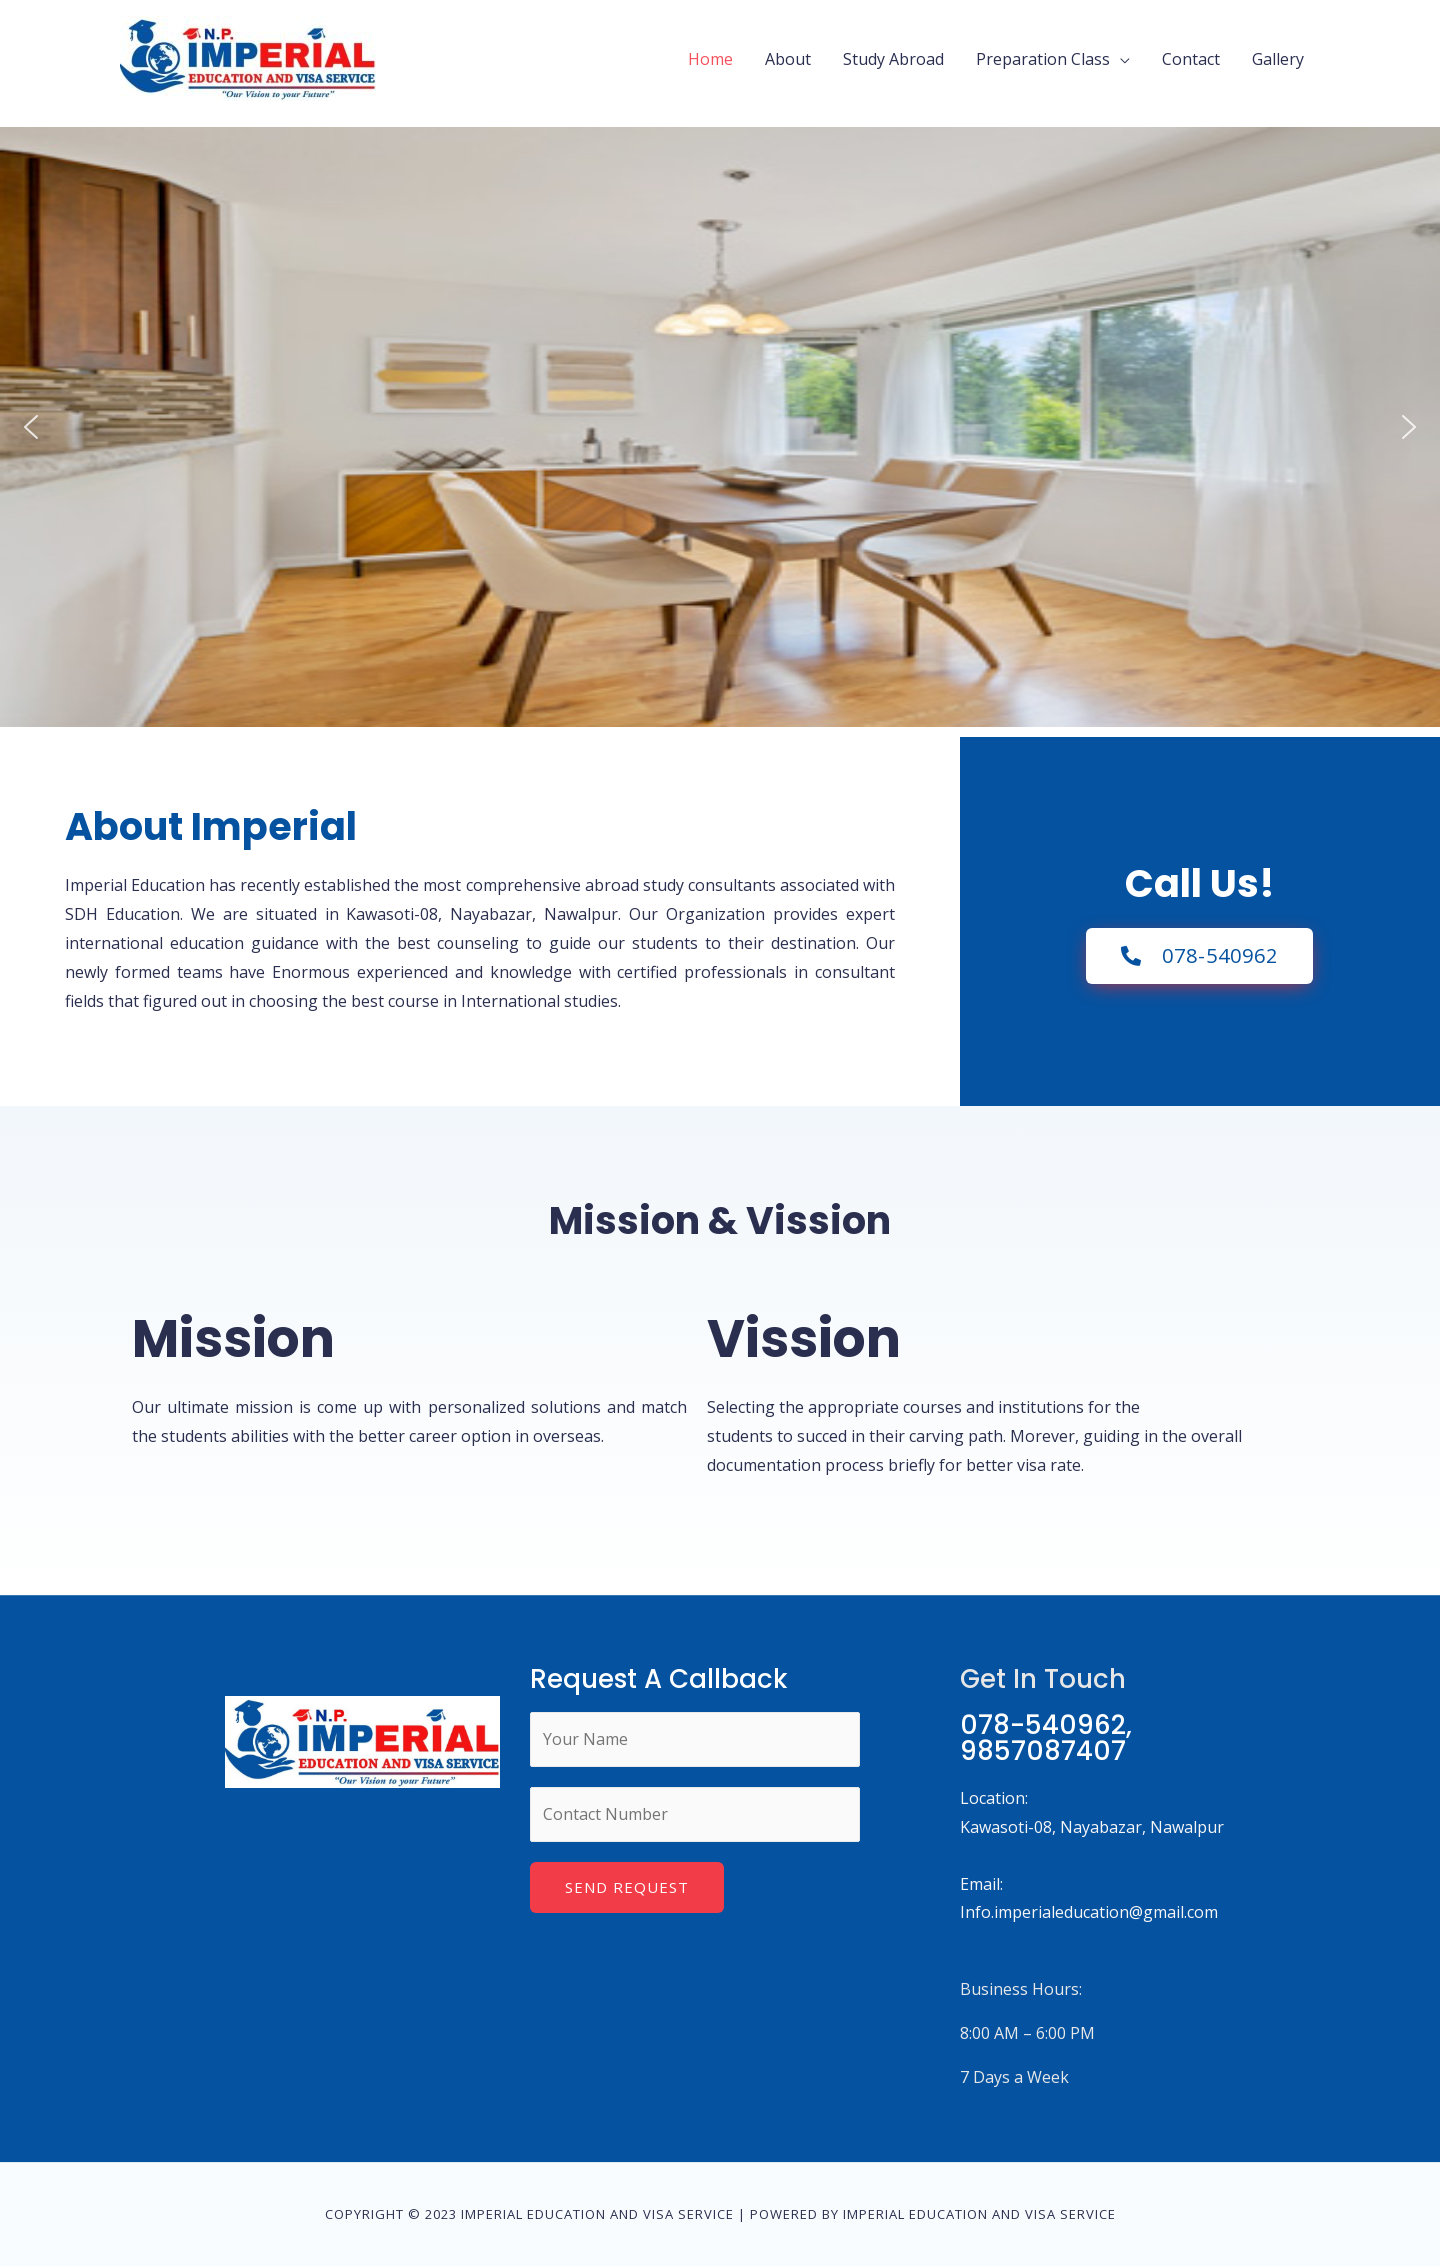 N.P.
IMPERIAL
EDUCATION AND VISA SERVICE
"Our Vision to your Future"
Home
About
Study Abroad
Preparation Class
Contact
Gallery
About Imperial
Imperial Education has recently established the most comprehensive abroad study consultants associated with
SDH Education. We are situated in Kawasoti-08, Nayabazar, Nawalpur. Our Organization provides expert
international education guidance with the best counseling to guide our students to their destination. Our
newly formed teams have Enormous experienced and knowledge with certified professionals in consultant
fields that figured out in choosing the best course in International studies.
Call Us!
078-540962
Mission & Vission
Mission
Our ultimate mission is come up with personalized solutions and match
the students abilities with the better career option in overseas.
Vission
Selecting the appropriate courses and institutions for the
students to succed in their carving path. Morever, guiding in the overall
documentation process briefly for better visa rate.
N.P.
IMPERIAL
EDUCATION AND VISA SERVICE
"Our Vision to your Future"
Request A Callback
Your Name
Contact Number
SEND REQUEST
Get In Touch
078-540962,
9857087407
Location:
Kawasoti-08, Nayabazar, Nawalpur
Email:
Info.imperialeducation@gmail.com
Business Hours:
8:00 AM – 6:00 PM
7 Days a Week
COPYRIGHT © 2023 IMPERIAL EDUCATION AND VISA SERVICE | POWERED BY IMPERIAL EDUCATION AND VISA SERVICE